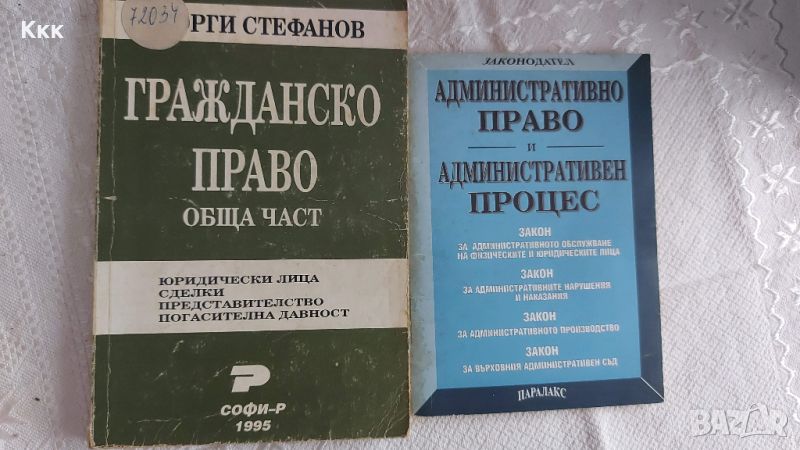 Ккк
72034
ОРГИ СТЕФАНОВ
ГРАЖДАНСКО
ПРАВО
ОБЩА ЧАСТ
ЮРИДИЧЕСКИ ЛИЦА
СДЕЛКИ
ПРЕДСТАВИТЕЛСТВО
ПОГАСИТЕЛНА ДАВНОСТ
СОФИ-Р
1995
ЗАКОНОДАТЕЛ
АДМИНИСТРАТИВНО
ПРАВО
И
АДМИНИСТРАТИВЕН
ПРОЦЕС
ЗАКОН
ЗА АДМИНИСТРАТИВНОТО ОБСЛУЖВАНЕ
НА ФИЗИЧЕСКИТЕ И ЮРИДИЧЕСКИТЕ ЛИЦА
ЗАКОН
ЗА АДМИНИСТРАТИВНИТЕ НАРУШЕНИЯ
И НАКАЗАНИЯ
ЗАКОН
ЗА АДМИНИСТРАТИВНОТО ПРОИЗВОДСТВО
ЗАКОН
ЗА ВЪРХОВНИЯ АДМИНИСТРАТИВЕН СЪД
ПАРАЛАКС
BAZAR